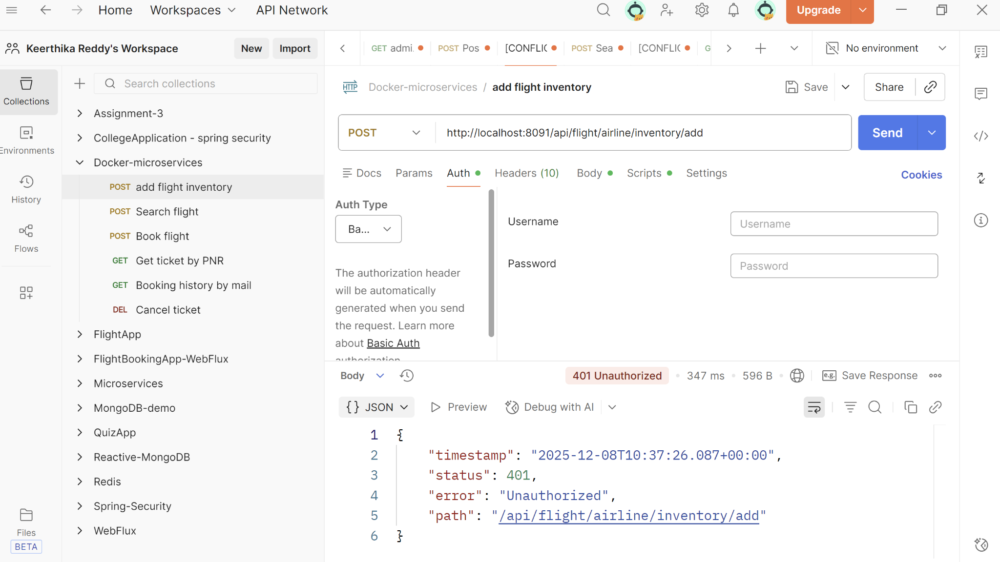 Home Workspaces API Network Upgrade
Keerthika Reddy's Workspace New Import
GET admi. POST Pos [CONFLIC POST Sea [CONFLIC G No environment
Collections
Environments
History
Flows
Files
BETA
Search collections
Assignment-3
CollegeApplication - spring security
Docker-microservices
POST add flight inventory
POST Search flight
POST Book flight
GET Get ticket by PNR
GET Booking history by mail
DEL Cancel ticket
FlightApp
FlightBookingApp-WebFlux
Microservices
MongoDB-demo
QuizApp
Reactive-MongoDB
Redis
Spring-Security
WebFlux
HTTP Docker-microservices / add flight inventory Save Share
POST http://localhost:8091/api/flight/airline/inventory/add Send
Docs Params Auth Headers (10) Body Scripts Settings Cookies
Auth Type
Ba...
The authorization header
will be automatically
generated when you send
the request. Learn more
about Basic Auth
authorization
Username Username
Password Password
Body 401 Unauthorized 347 ms 596 B e.g. Save Response
{} JSON Preview Debug with AI
1 {
2 "timestamp": "2025-12-08T10:37:26.087+00:00",
3 "status": 401,
4 "error": "Unauthorized",
5 "path": "/api/flight/airline/inventory/add"
6 }